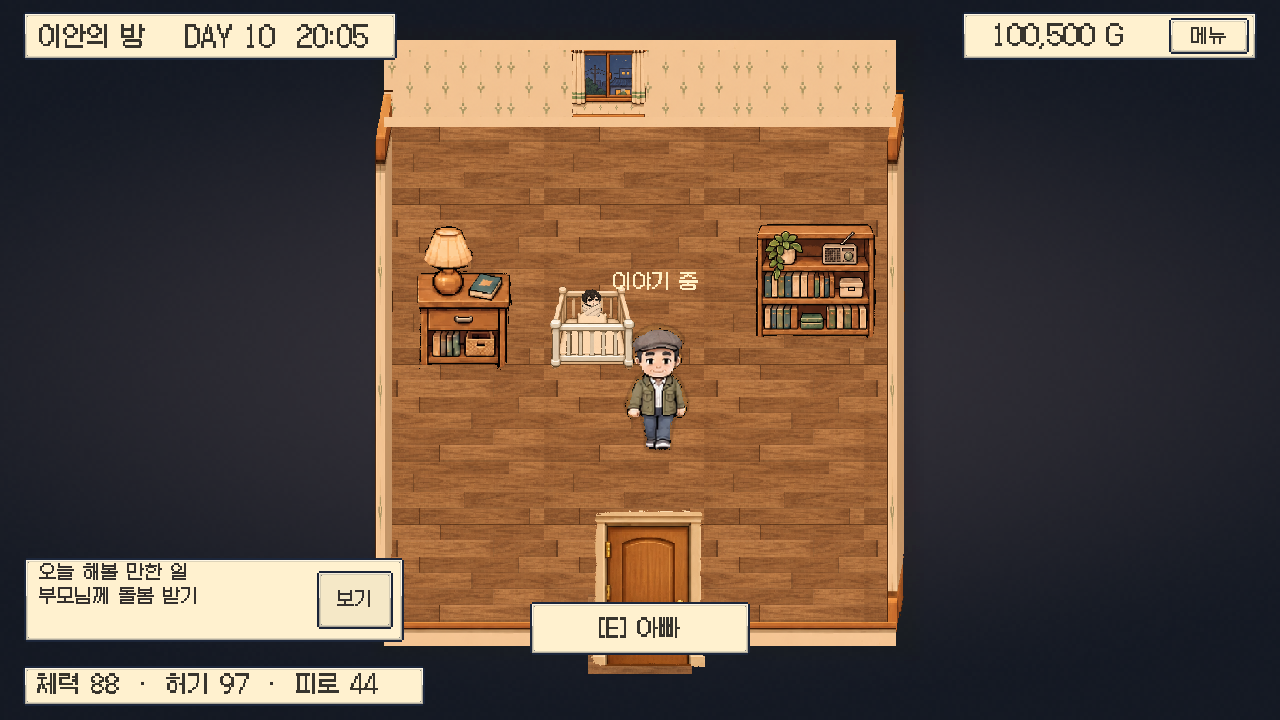 이안의 방 DAY 10 20:05
100,500 G 메뉴
이야기 중
오늘 해볼 만한 일
부모님께 돌봄 받기
보기
[E] 아빠
체력 88 · 허기 97 · 피로 44